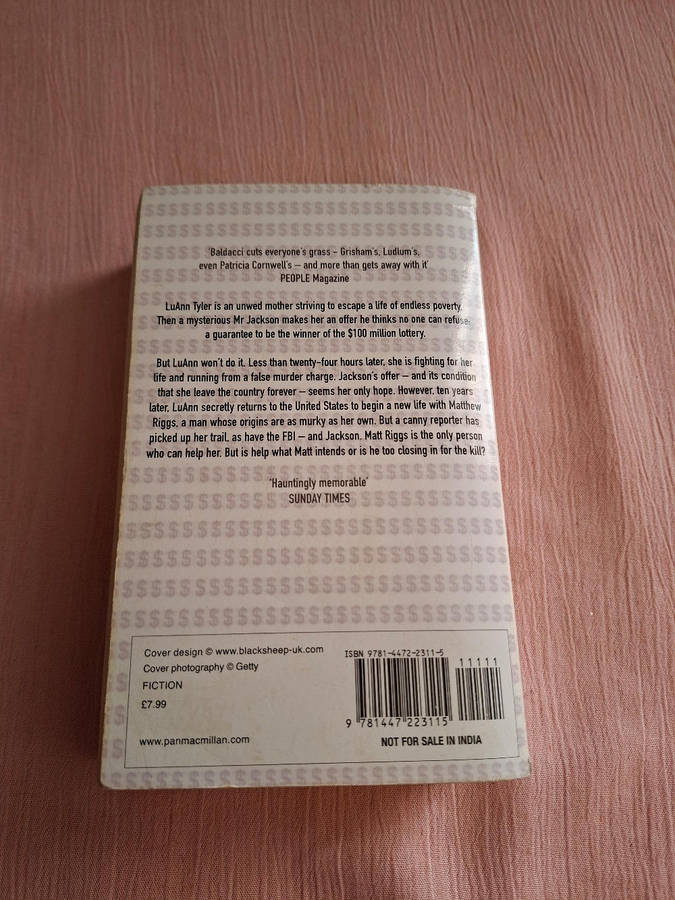 'Baldacci cuts everyone's grass – Grisham's, Ludlum's,
even Patricia Cornwell's – and more than gets away with it'
PEOPLE Magazine
LuAnn Tyler is an unwed mother striving to escape a life of endless poverty.
Then a mysterious Mr Jackson makes her an offer he thinks no one can refuse:
a guarantee to be the winner of the $100 million lottery.
But LuAnn won't do it. Less than twenty-four hours later, she is fighting for her
life and running from a false murder charge. Jackson's offer – and its condition
that she leave the country forever – seems her only hope. However, ten years
later, LuAnn secretly returns to the United States to begin a new life with Matthew
Riggs, a man whose origins are as murky as her own. But a canny reporter has
picked up her trail, as have the FBI – and Jackson. Matt Riggs is the only person
who can help her. But is help what Matt intends or is he too closing in for the kill?
'Hauntingly memorable'
SUNDAY TIMES
Cover design © www.blacksheep-uk.com
Cover photography © Getty
FICTION
£7.99
www.panmacmillan.com
ISBN 9781-4472-2311-5
11111
9 781447 223115
NOT FOR SALE IN INDIA